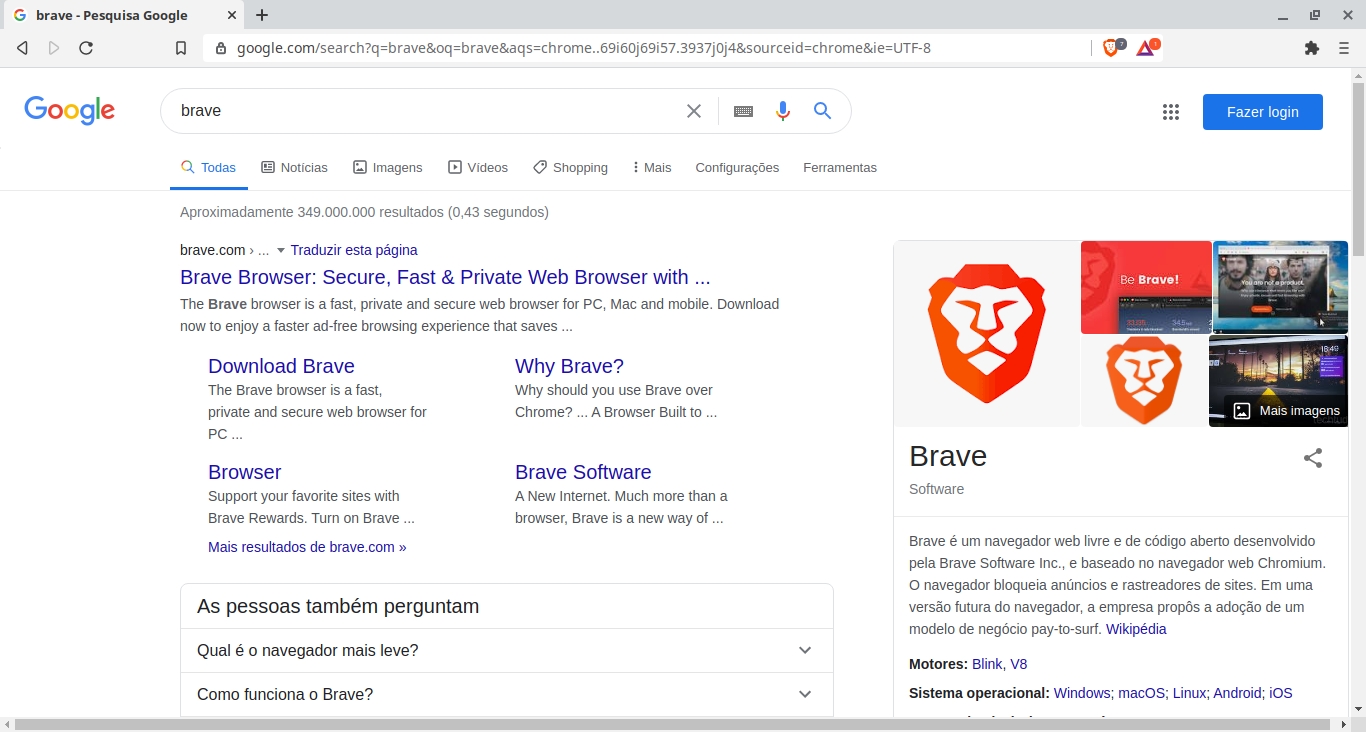 brave - Pesquisa Google
google.com/search?q=brave&oq=brave&aqs=chrome..69i60j69i57.3937j0j4&sourceid=chrome&ie=UTF-8
7
1
Google
brave
Fazer login
Todas
Notícias
Imagens
Vídeos
Shopping
Mais
Configurações
Ferramentas
Aproximadamente 349.000.000 resultados (0,43 segundos)
brave.com › ... Traduzir esta página
Brave Browser: Secure, Fast & Private Web Browser with ...
The Brave browser is a fast, private and secure web browser for PC, Mac and mobile. Download
now to enjoy a faster ad-free browsing experience that saves ...
Download Brave
The Brave browser is a fast,
private and secure web browser for
PC ...
Why Brave?
Why should you use Brave over
Chrome? ... A Browser Built to ...
Browser
Support your favorite sites with
Brave Rewards. Turn on Brave ...
Brave Software
A New Internet. Much more than a
browser, Brave is a new way of ...
Mais resultados de brave.com »
As pessoas também perguntam
Qual é o navegador mais leve?
Como funciona o Brave?
Be Brave!
You are not a product.
18:49
Mais imagens
Brave
Software
Brave é um navegador web livre e de código aberto desenvolvido
pela Brave Software Inc., e baseado no navegador web Chromium.
O navegador bloqueia anúncios e rastreadores de sites. Em uma
versão futura do navegador, a empresa propôs a adoção de um
modelo de negócio pay-to-surf. Wikipédia
Motores: Blink, V8
Sistema operacional: Windows; macOS; Linux; Android; iOS